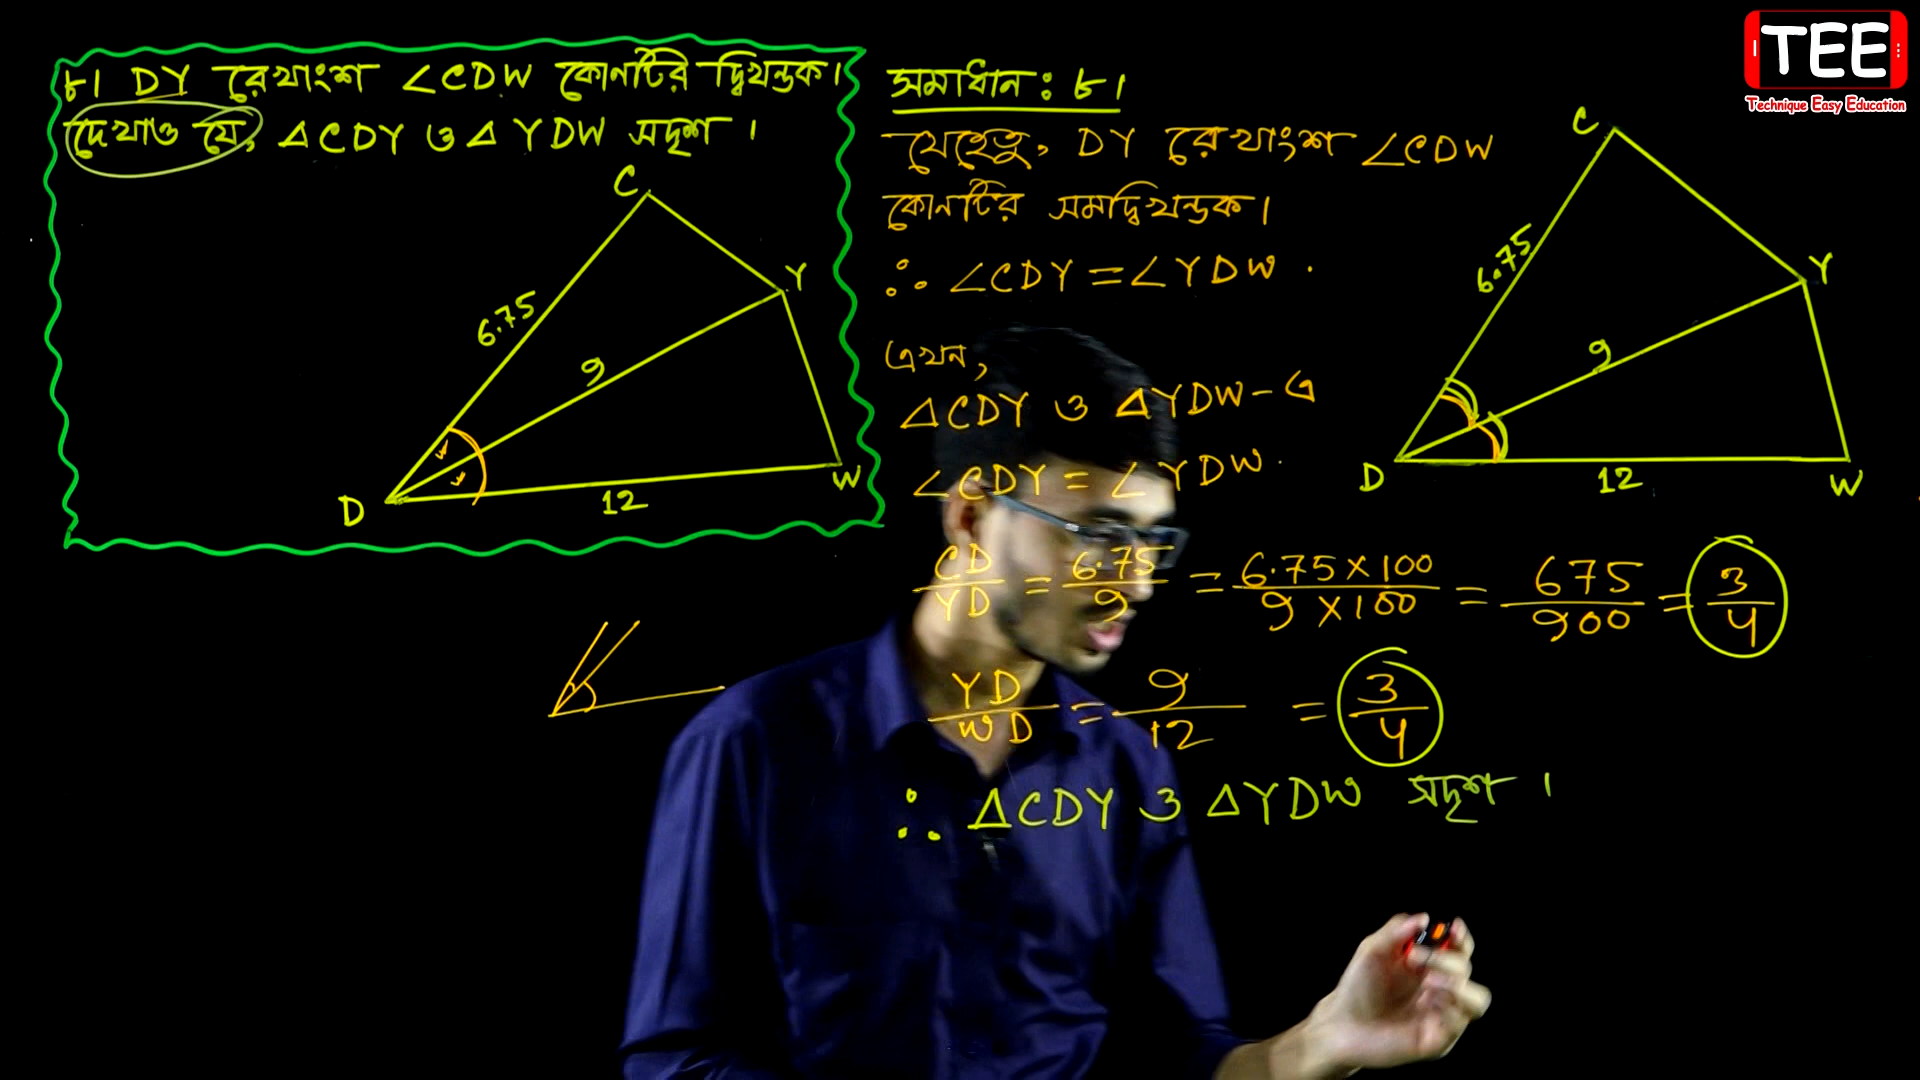 ৮। DY রেখাংশ ∠CDW কোনটির দ্বিখন্ডক।
দেখাও যে, ΔCDY ও ΔYDW সদৃশ।
C
Y
6.75
9
D
12
W
সমাধান: ৮।
যেহেতু, DY রেখাংশ ∠CDW
কোনটির সমদ্বিখন্ডক।
∴ ∠CDY = ∠YDW .
এখন,
ΔCDY ও ΔYDW - এ
∠CDY = ∠YDW .
CD/YD = 6.75/9 = 6.75 × 100/9 × 100 = 675/900 = 3/4
YD/WD = 9/12 = 3/4
∴ ΔCDY ও ΔYDW সদৃশ।
C
Y
6.75
9
D
12
W
TEE
Technique Easy Education